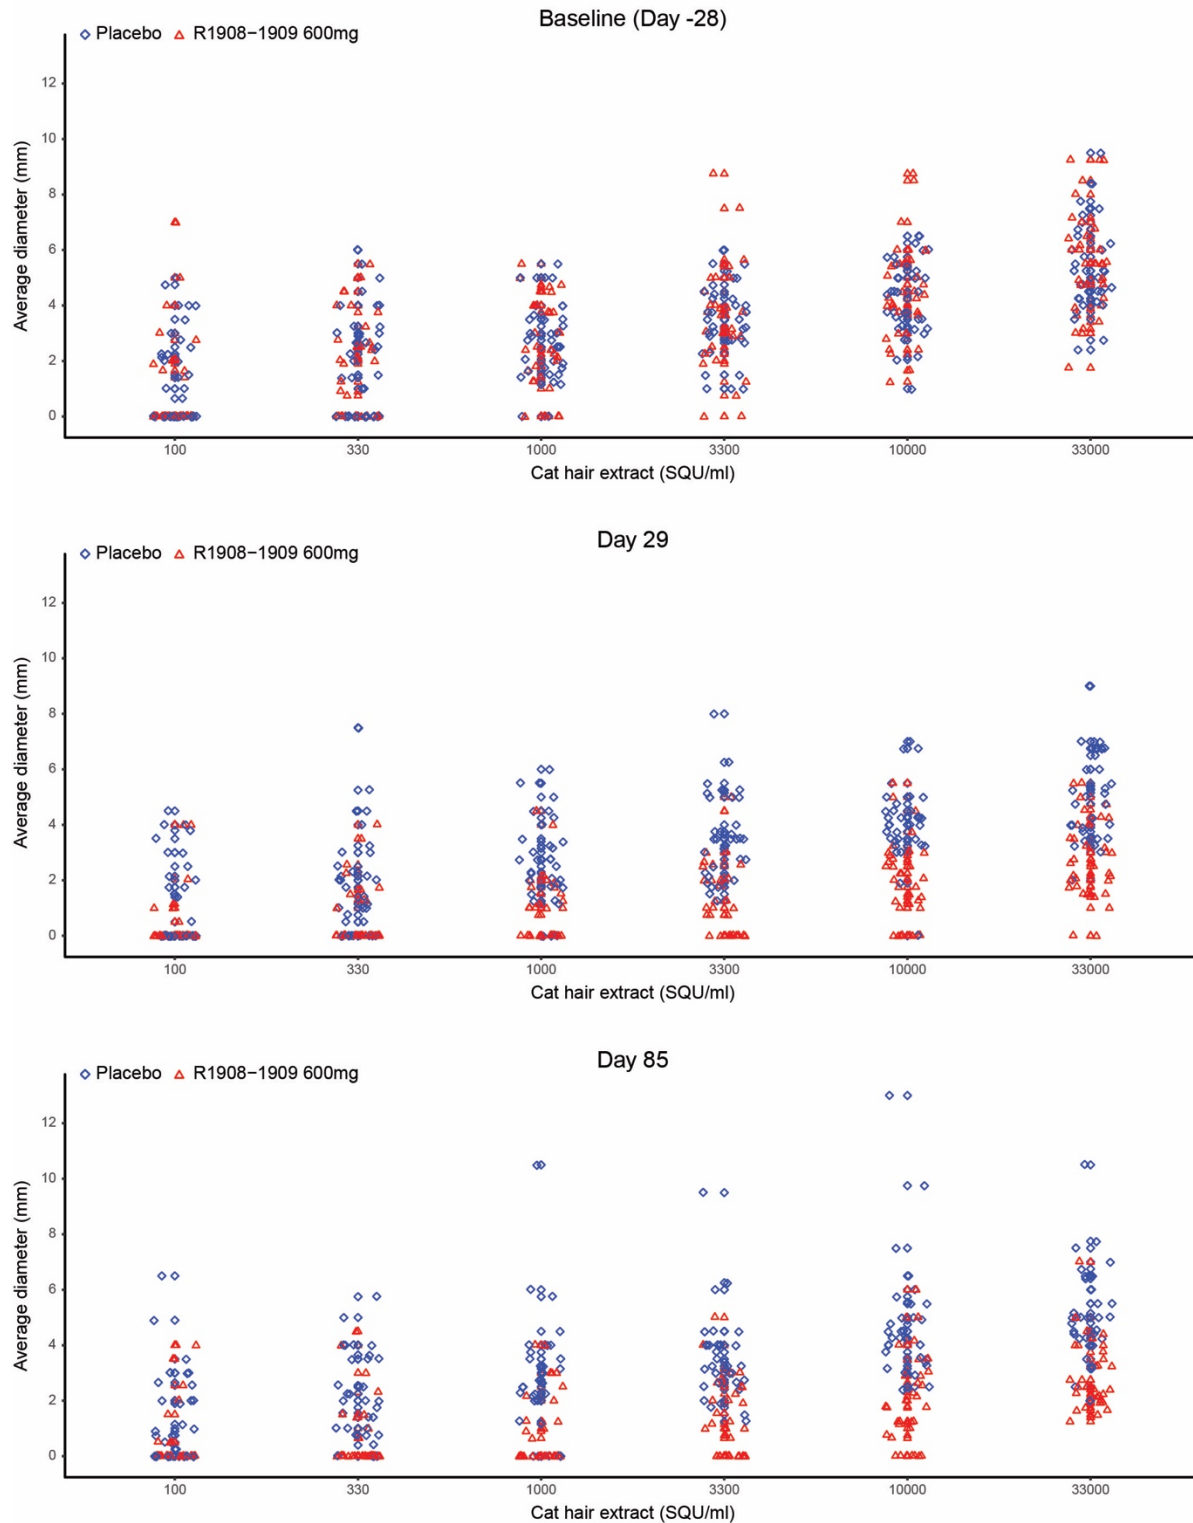 Baseline (Day -28)
Placebo R1908−1909 600mg
Average diameter (mm)
12
10
8
6
4
2
0
100 330 1000 3300 10000 33000
Cat hair extract (SQU/ml)
Day 29
Placebo R1908−1909 600mg
Average diameter (mm)
12
10
8
6
4
2
0
100 330 1000 3300 10000 33000
Cat hair extract (SQU/ml)
Day 85
Placebo R1908−1909 600mg
Average diameter (mm)
12
10
8
6
4
2
0
100 330 1000 3300 10000 33000
Cat hair extract (SQU/ml)